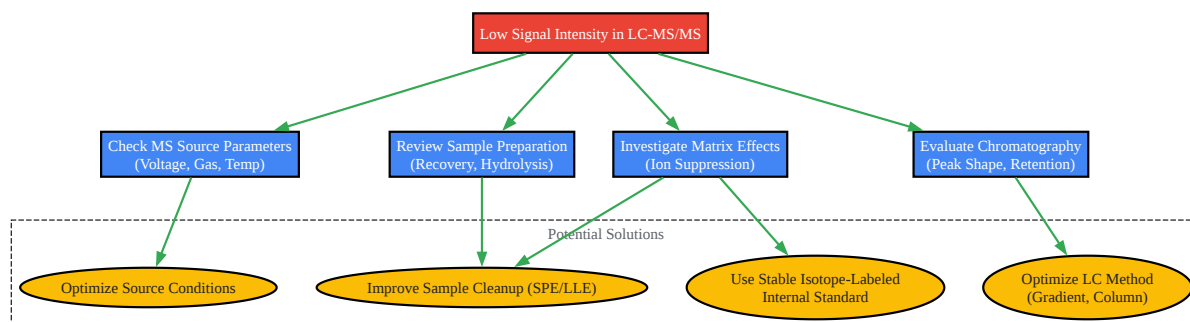 Low Signal Intensity in LC-MS/MS
Check MS Source Parameters
(Voltage, Gas, Temp)
Review Sample Preparation
(Recovery, Hydrolysis)
Investigate Matrix Effects
(Ion Suppression)
Evaluate Chromatography
(Peak Shape, Retention)
Potential Solutions
Optimize Source Conditions
Improve Sample Cleanup (SPE/LLE)
Use Stable Isotope-Labeled
Internal Standard
Optimize LC Method
(Gradient, Column)